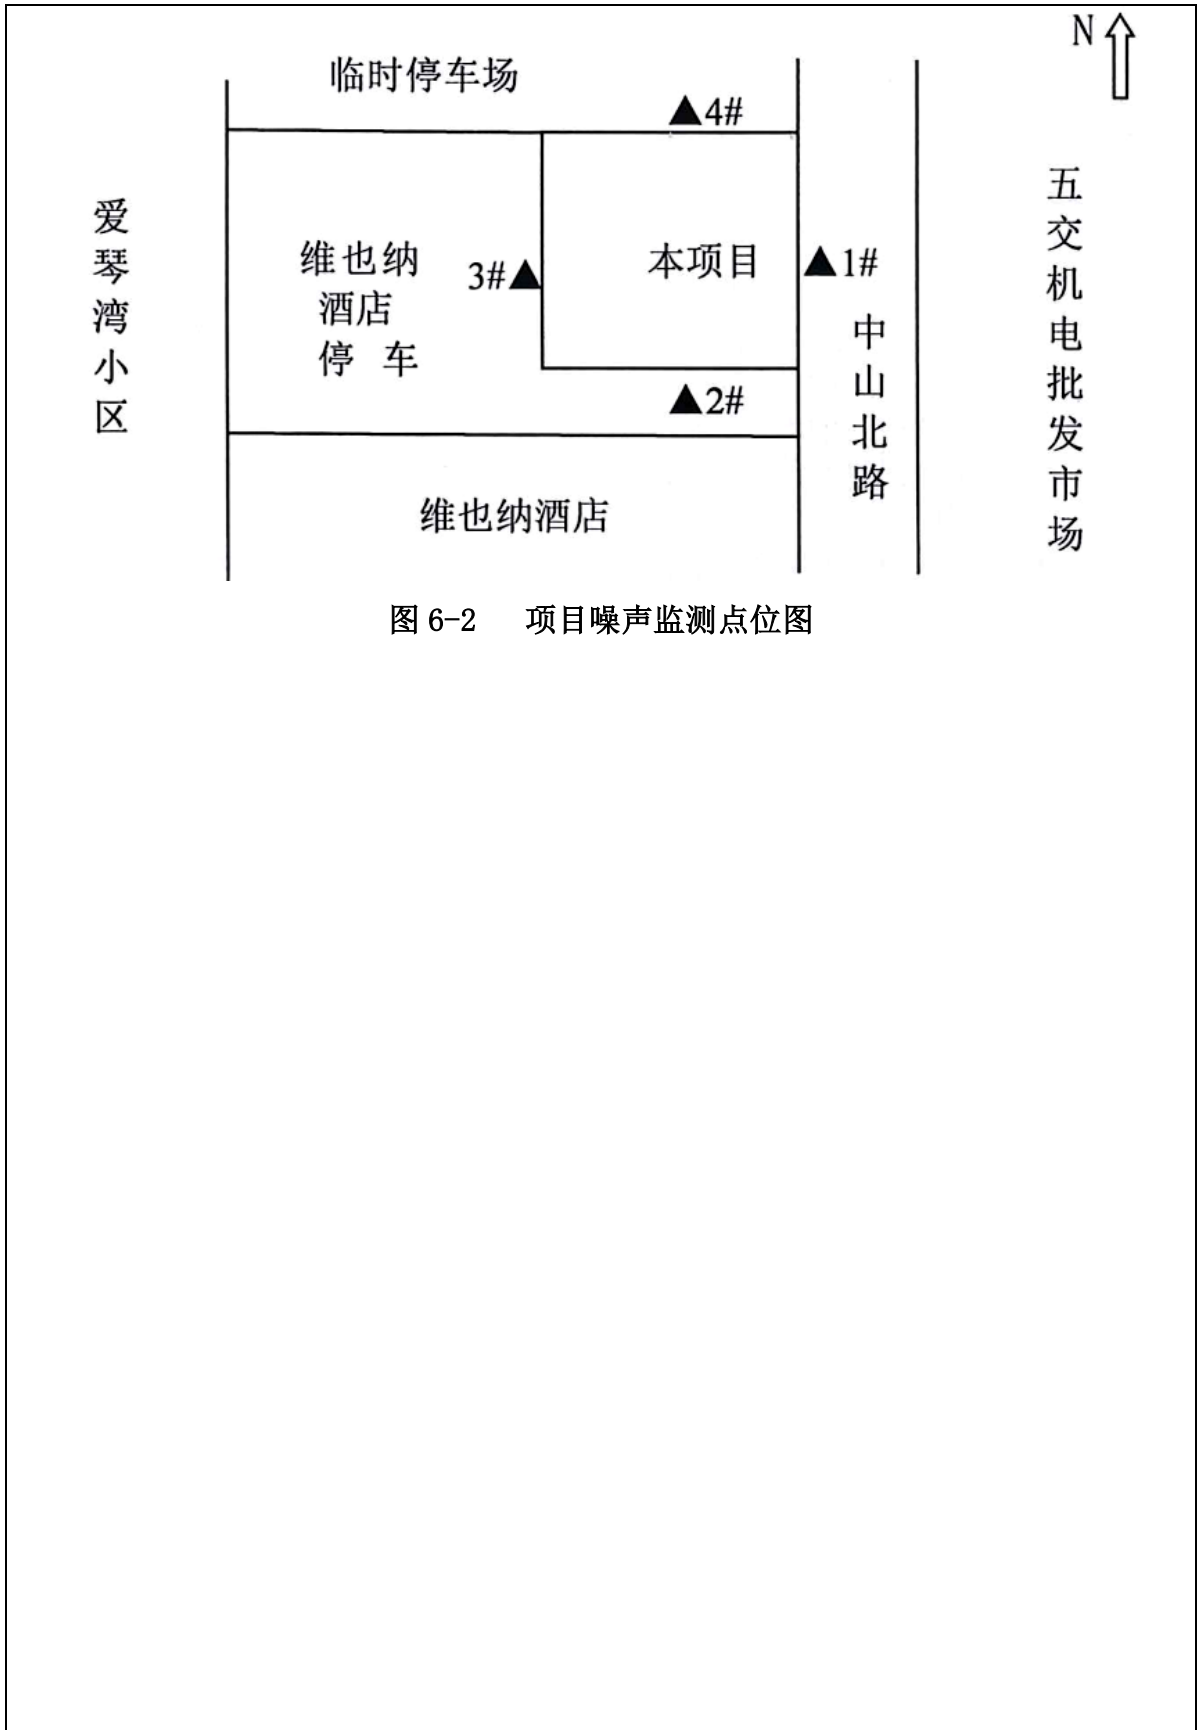 N
临时停车场
▲4#
爱琴湾小区
维也纳
酒店
停 车
3#▲
本项目
▲1#
中山北路
五交机电批发市场
▲2#
维也纳酒店
图 6-2 项目噪声监测点位图